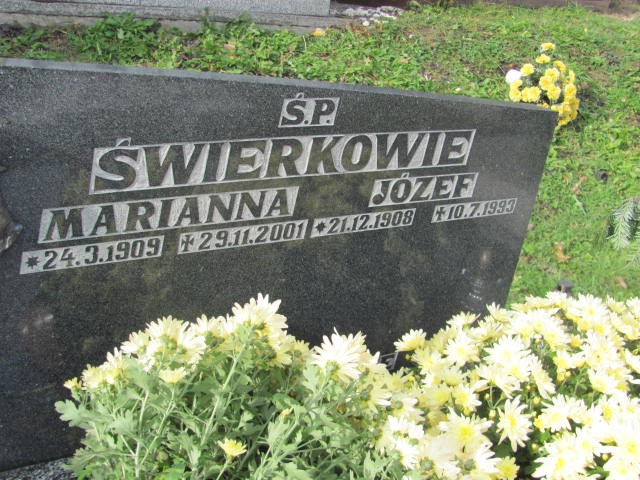 Ś.P.
ŚWIERKOWIE
MARIANNA JÓZEF
*24.3.1909 ✝29.11.2001 *21.12.1908 ✝10.7.1993